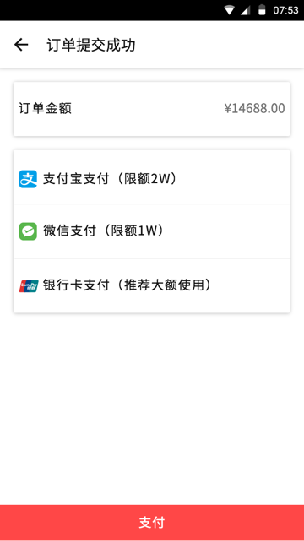 07:53
订单提交成功
订单金额 ¥14688.00
支付宝支付（限额2W）
微信支付（限额1W）
银行卡支付（推荐大额使用）
支付